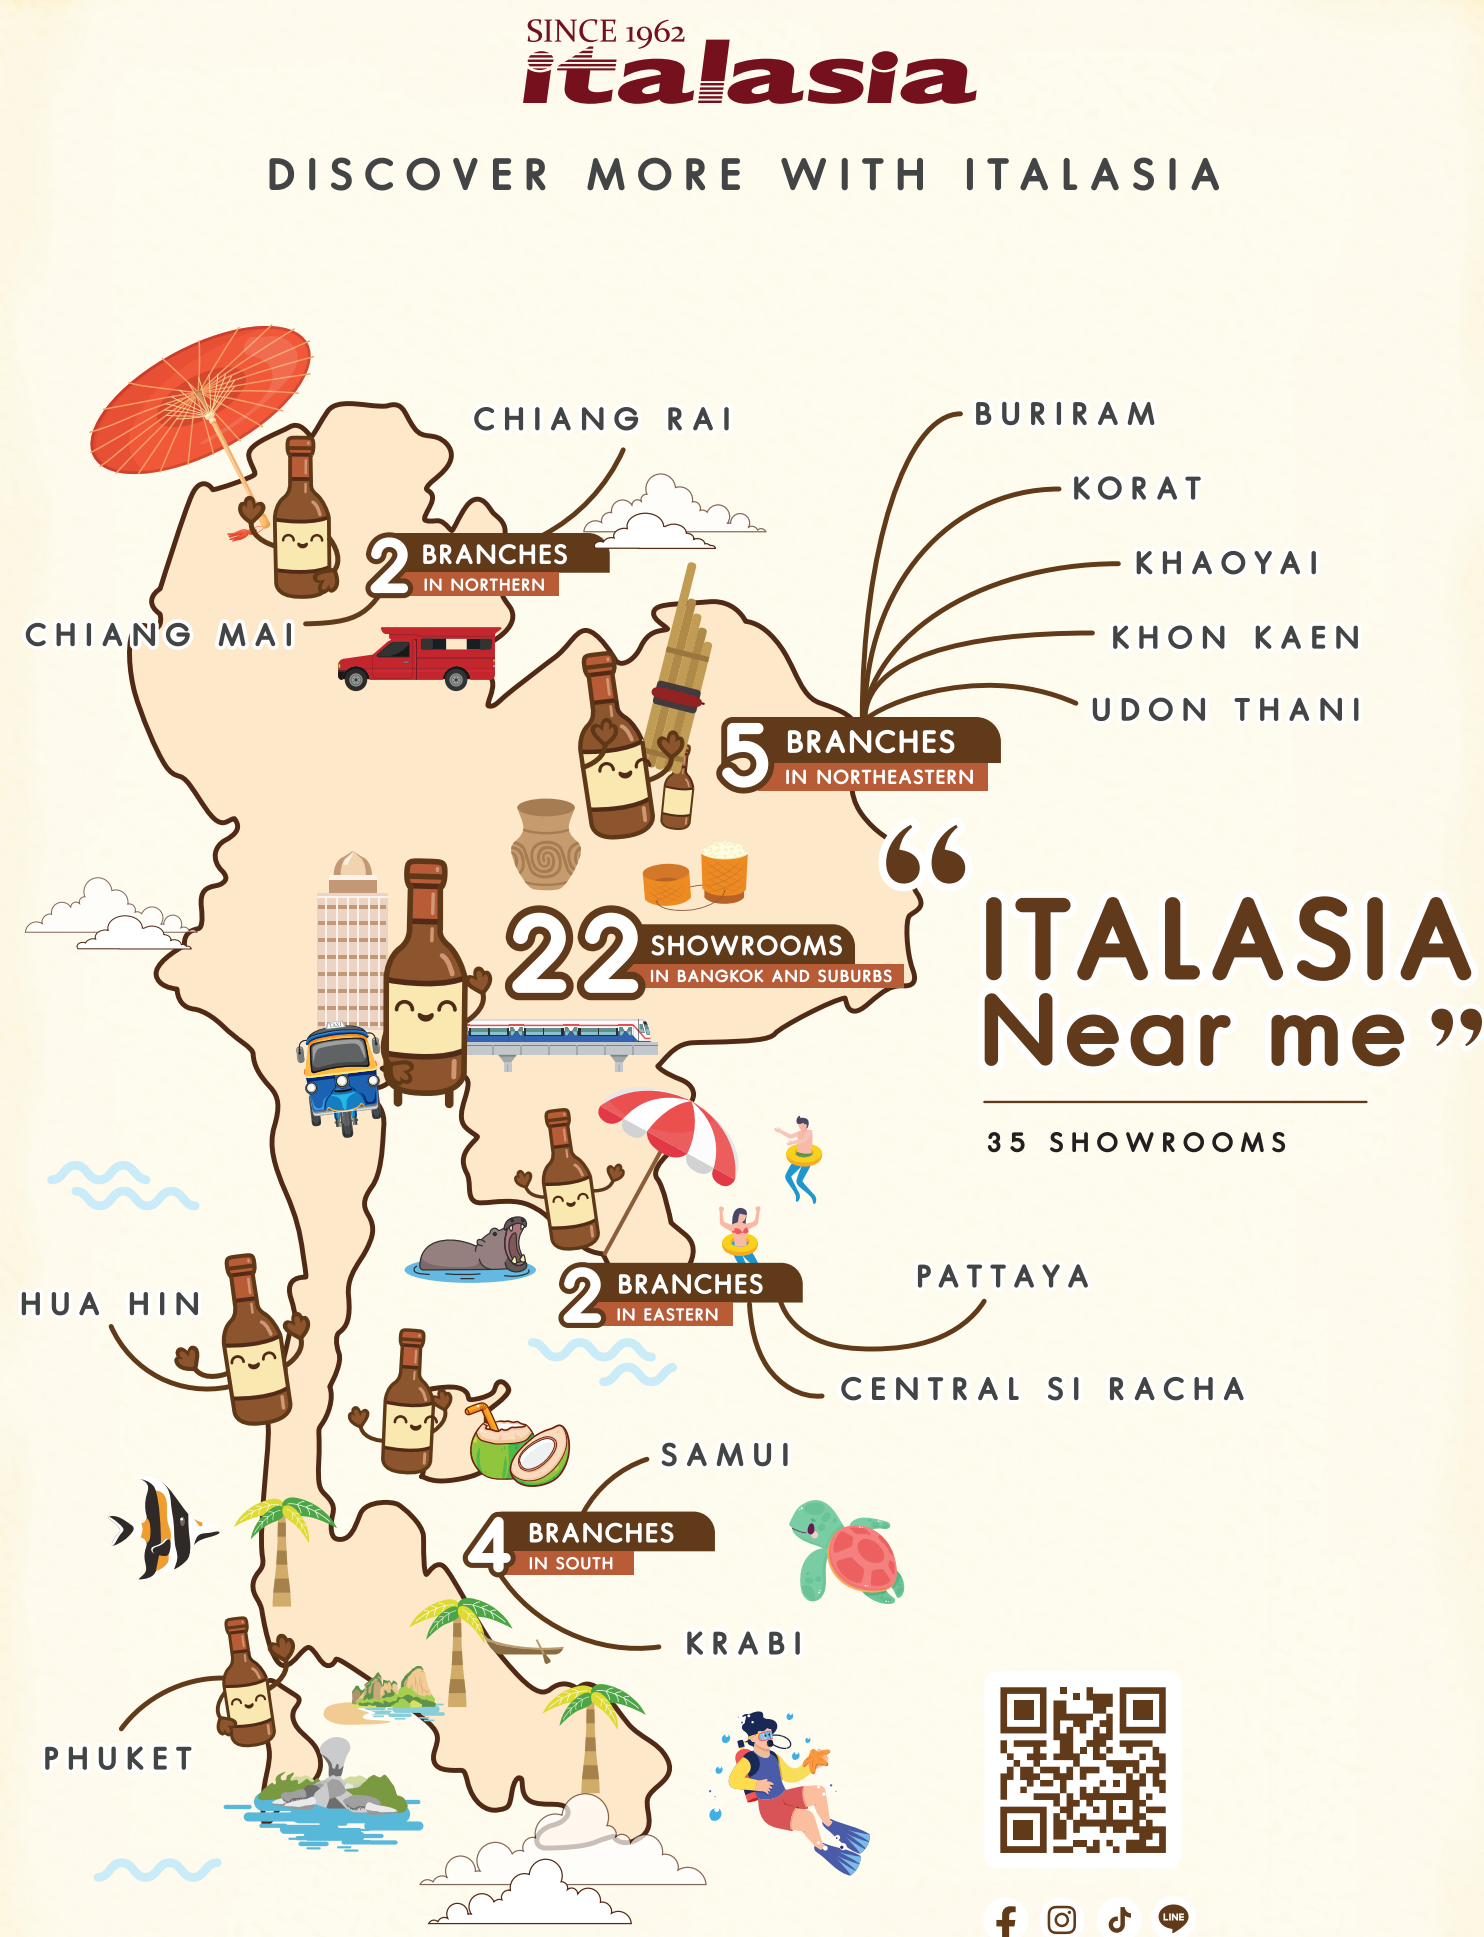 SINCE 1962
italasia
DISCOVER MORE WITH ITALASIA
CHIANG RAI
2 BRANCHES
IN NORTHERN
CHIANG MAI
BURIRAM
KORAT
KHAOYAI
KHON KAEN
UDON THANI
5 BRANCHES
IN NORTHEASTERN
22 SHOWROOMS
IN BANGKOK AND SUBURBS
TAXI
“ITALASIA
Near me”
35 SHOWROOMS
2 BRANCHES
IN EASTERN
PATTAYA
CENTRAL SI RACHA
HUA HIN
SAMUI
4 BRANCHES
IN SOUTH
KRABI
PHUKET
LINE